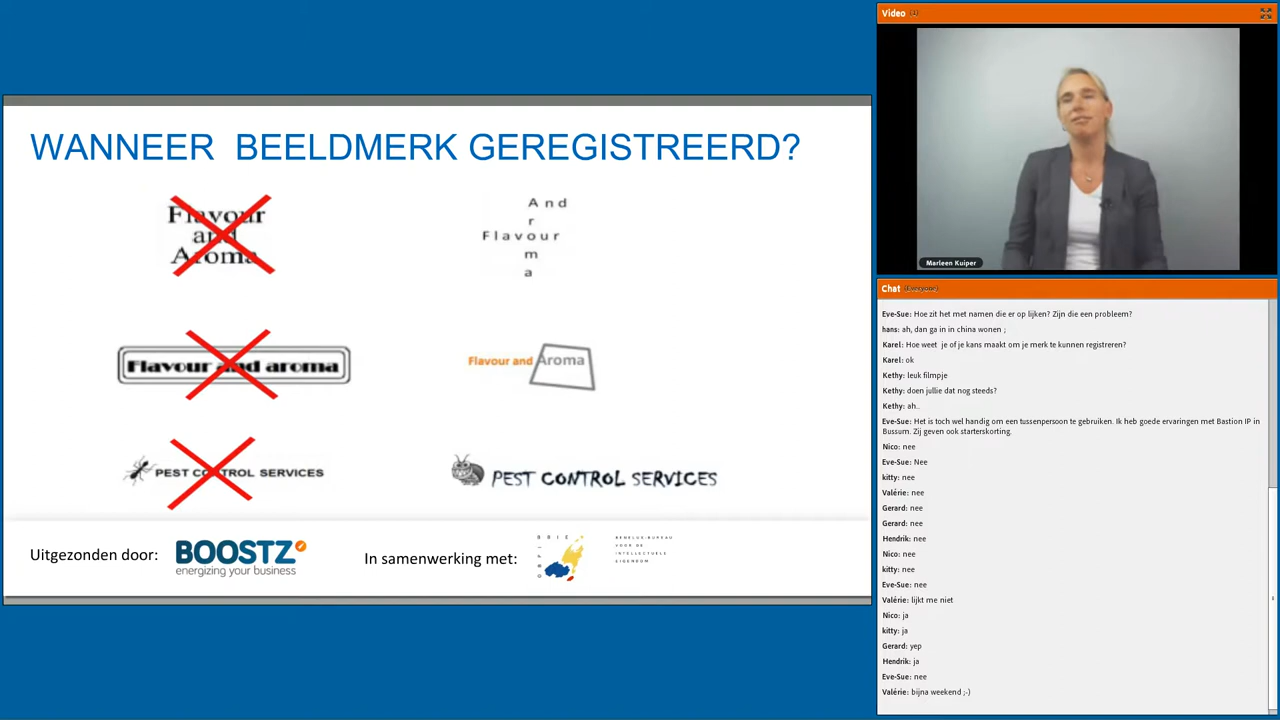 WANNEER BEELDMERK GEREGISTREERD?
Flavour
and
Aroma
And
r
Flavour
m
a
Flavour and aroma
Flavour and Aroma
PEST CONTROL SERVICES
PEST CONTROL SERVICES
Uitgezonden door:
BOOSTZ
energizing your business
In samenwerking met:
BENELUX-BUREAU
VOOR DE
INTELLECTUELE
EIGENDOM
Video
Marleen Kuiper
Chat (Everyone)
Eve-Sue: Hoe zit het met namen die er op lijken? Zijn die een probleem?
hans: ah, dan ga in in china wonen ;
Karel: Hoe weet je of je kans maakt om je merk te kunnen registreren?
Karel: ok
Kethy: leuk filmpje
Kethy: doen jullie dat nog steeds?
Kethy: ah..
Eve-Sue: Het is toch wel handig om een tussenpersoon te gebruiken. Ik heb goede ervaringen met Bastion IP in
Bussum. Zij geven ook starterskorting.
Nico: nee
Eve-Sue: Nee
kitty: nee
Valérie: nee
Gerard: nee
Gerard: nee
Hendrik: nee
Nico: nee
kitty: nee
Eve-Sue: nee
Valérie: lijkt me niet
Nico: ja
kitty: ja
Gerard: yep
Hendrik: ja
Eve-Sue: nee
Valérie: bijna weekend ;-)